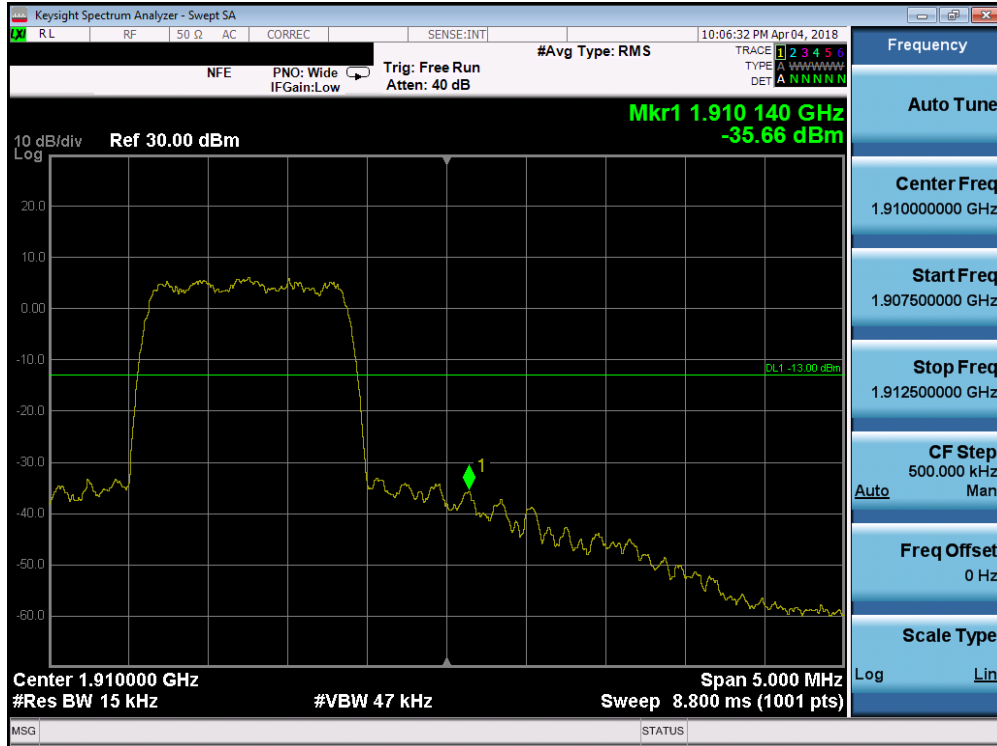 Keysight Spectrum Analyzer - Swept SA
LXI RL RF 50 Ω AC CORREC SENSE:INT 10:06:32 PM Apr 04, 2018
#Avg Type: RMS TRACE 1 2 3 4 5 6
TYPE A WWWWW
DET A N N N N N
NFE PNO: Wide Trig: Free Run
IFGain:Low Atten: 40 dB
Mkr1 1.910 140 GHz
-35.66 dBm
10 dB/div Ref 30.00 dBm
Log
20.0
10.0
0.00
-10.0
DL1 -13.00 dBm
-20.0
-30.0
1
-40.0
-50.0
-60.0
Center 1.910000 GHz Span 5.000 MHz
#Res BW 15 kHz #VBW 47 kHz Sweep 8.800 ms (1001 pts)
MSG STATUS
Frequency
Auto Tune
Center Freq
1.910000000 GHz
Start Freq
1.907500000 GHz
Stop Freq
1.912500000 GHz
CF Step
500.000 kHz
Auto Man
Freq Offset
0 Hz
Scale Type
Log Lin